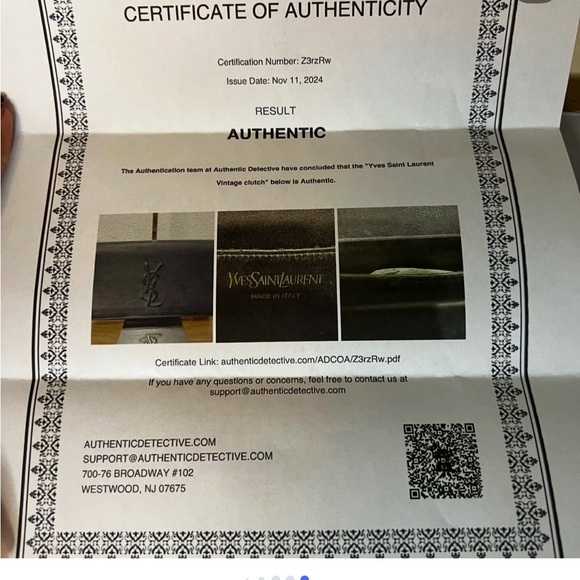 CERTIFICATE OF AUTHENTICITY
Certification Number: Z3rzRw
Issue Date: Nov 11, 2024
RESULT
AUTHENTIC
The Authentication team at Authentic Detective have concluded that the "Yves Saint Laurent
Vintage clutch" below is Authentic.
YSL
YVESSAINTLAURENT
MADE IN ITALY
Certificate Link: authenticdetective.com/ADCOA/Z3rzRw.pdf
If you have any questions or concerns, feel free to contact us at
support@authenticdetective.com
AUTHENTICDETECTIVE.COM
SUPPORT@AUTHENTICDETECTIVE.COM
700-76 BROADWAY #102
WESTWOOD, NJ 07675